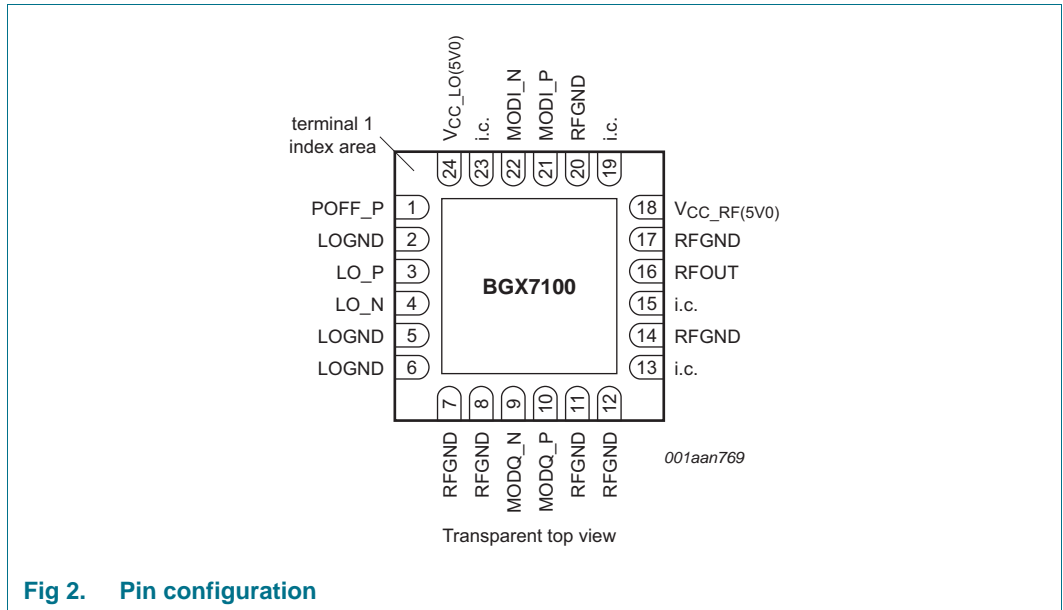 VCC_LO(5V0)
i.c.
MODI_N
MODI_P
RFGND
i.c.
terminal 1
index area
24 23 22 21 20 19
POFF_P 1
LOGND 2
LO_P 3
LO_N 4
LOGND 5
LOGND 6
BGX7100
18 VCC_RF(5V0)
17 RFGND
16 RFOUT
15 i.c.
14 RFGND
13 i.c.
7 8 9 10 11 12
RFGND
RFGND
MODQ_N
MODQ_P
RFGND
RFGND
001aan769
Transparent top view
Fig 2. Pin configuration